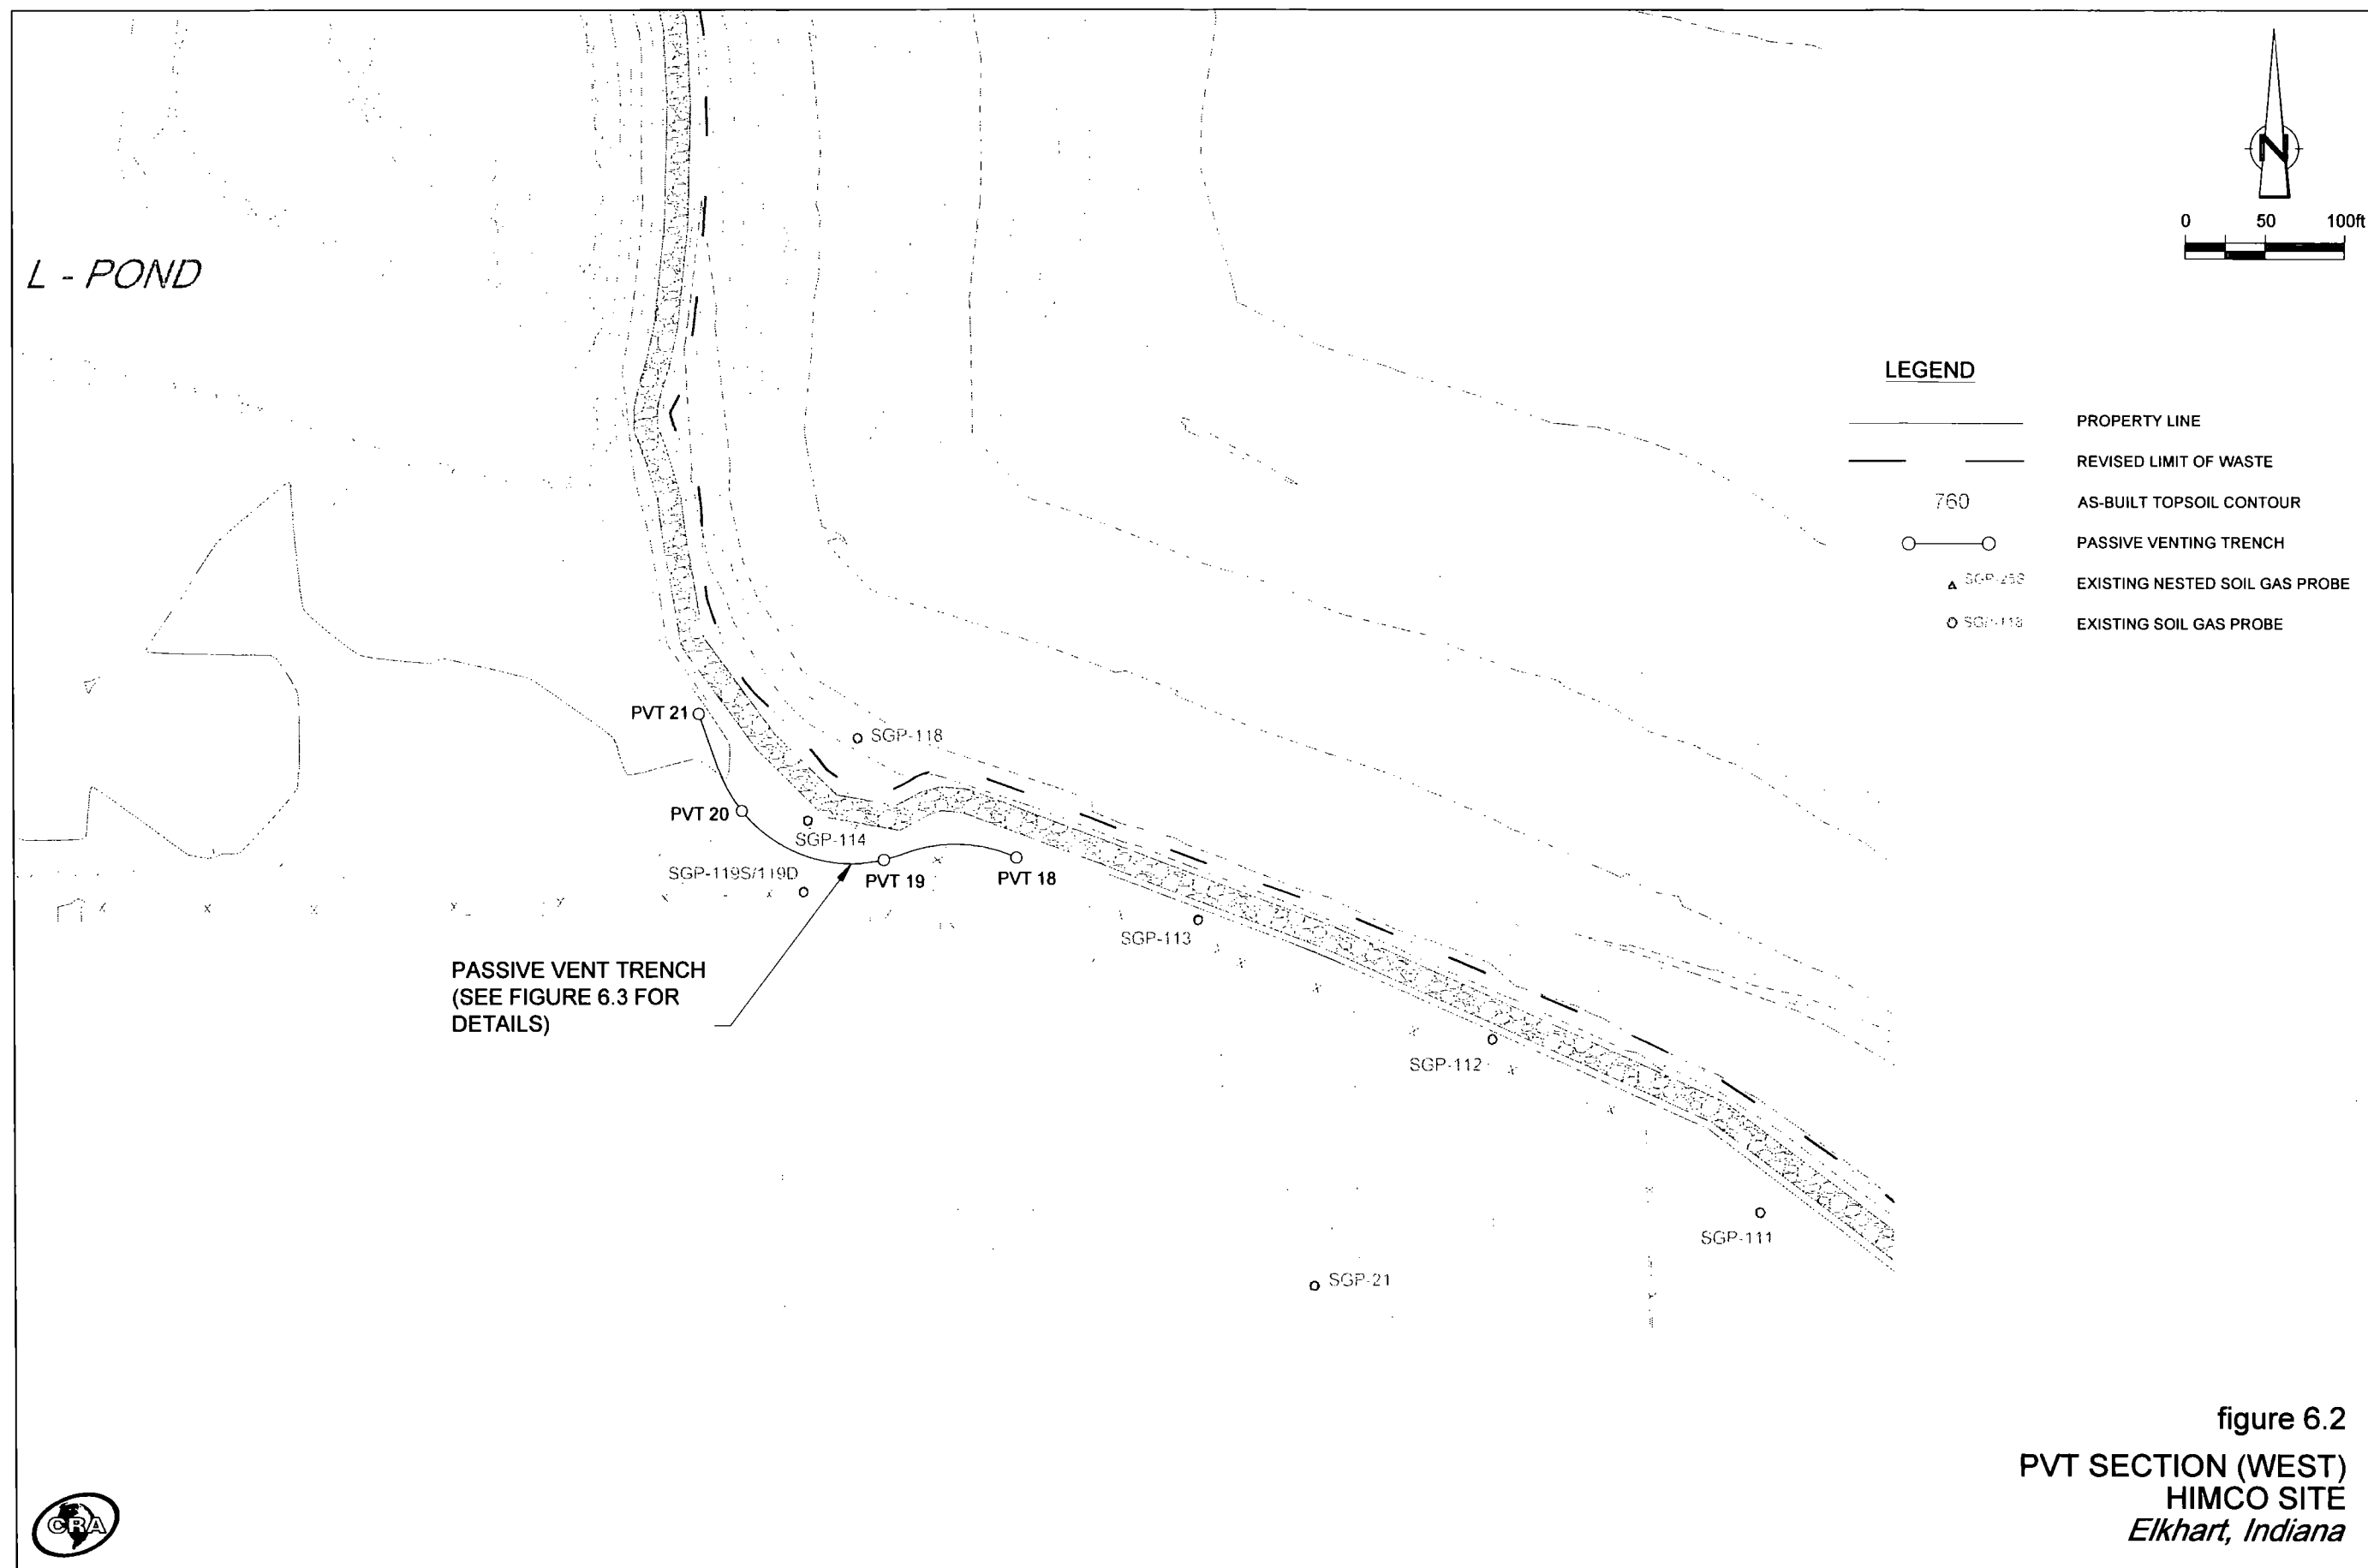 N
0 50 100ft
L - POND
LEGEND
PROPERTY LINE
REVISED LIMIT OF WASTE
760 AS-BUILT TOPSOIL CONTOUR
PASSIVE VENTING TRENCH
EXISTING NESTED SOIL GAS PROBE
EXISTING SOIL GAS PROBE
PVT 21
SGP-118
PVT 20
SGP-114
SGP-119S/119D
PVT 19
PVT 18
SGP-113
PASSIVE VENT TRENCH
(SEE FIGURE 6.3 FOR
DETAILS)
SGP-112
SGP-111
SGP-21
figure 6.2
PVT SECTION (WEST)
HIMCO SITE
Elkhart, Indiana
CRA